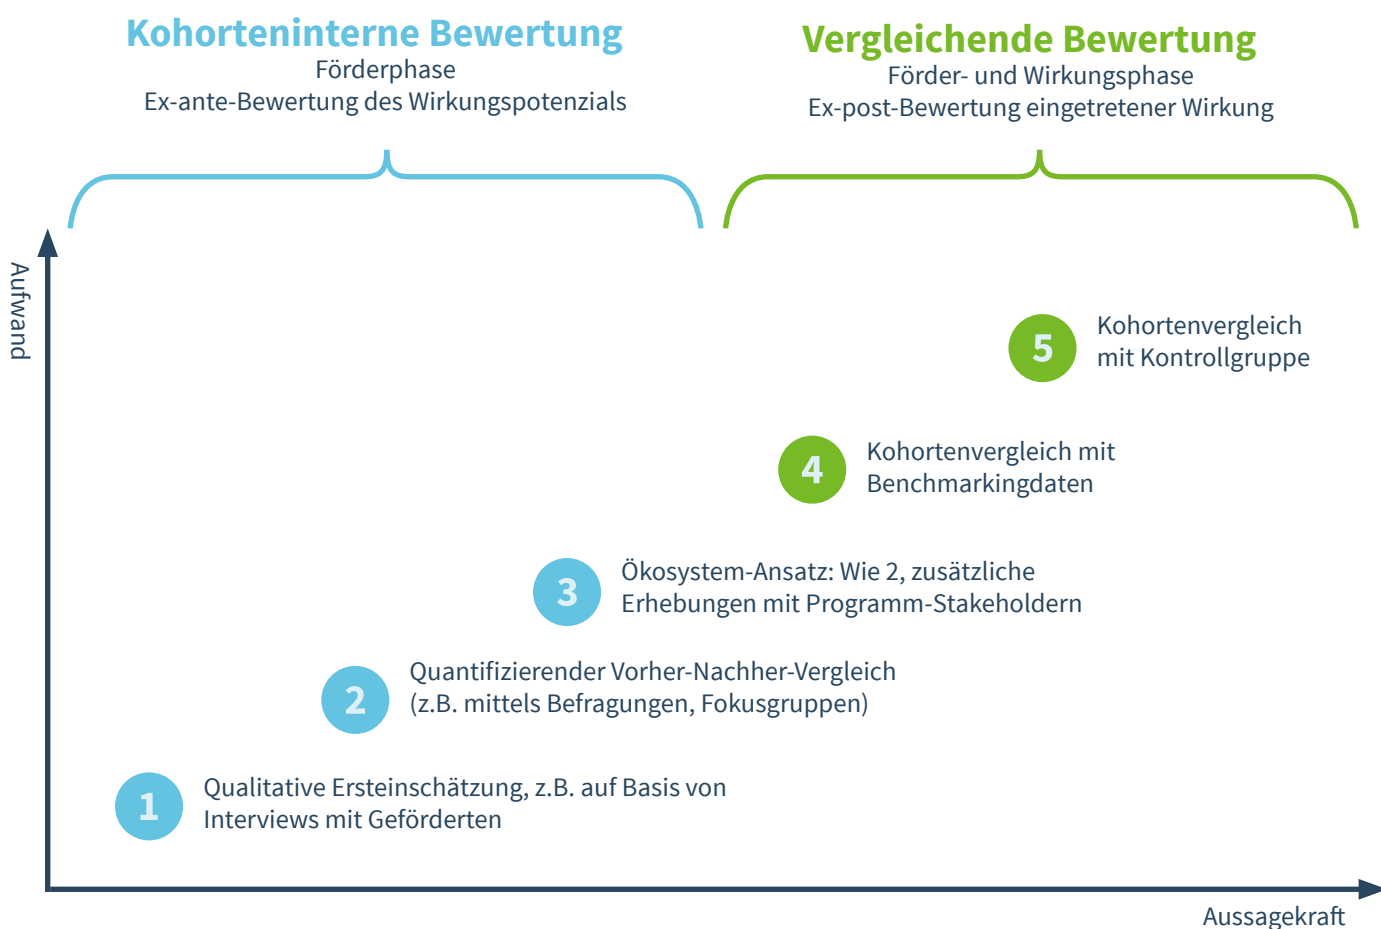 Kohorteninterne Bewertung
Förderphase
Ex-ante-Bewertung des Wirkungspotenzials
Vergleichende Bewertung
Förder- und Wirkungsphase
Ex-post-Bewertung eingetretener Wirkung
Aufwand
5
Kohortenvergleich
mit Kontrollgruppe
4
Kohortenvergleich mit
Benchmarkingdaten
3
Ökosystem-Ansatz: Wie 2, zusätzliche
Erhebungen mit Programm-Stakeholdern
2
Quantifizierender Vorher-Nachher-Vergleich
(z.B. mittels Befragungen, Fokusgruppen)
1
Qualitative Ersteinschätzung, z.B. auf Basis von
Interviews mit Geförderten
Aussagekraft